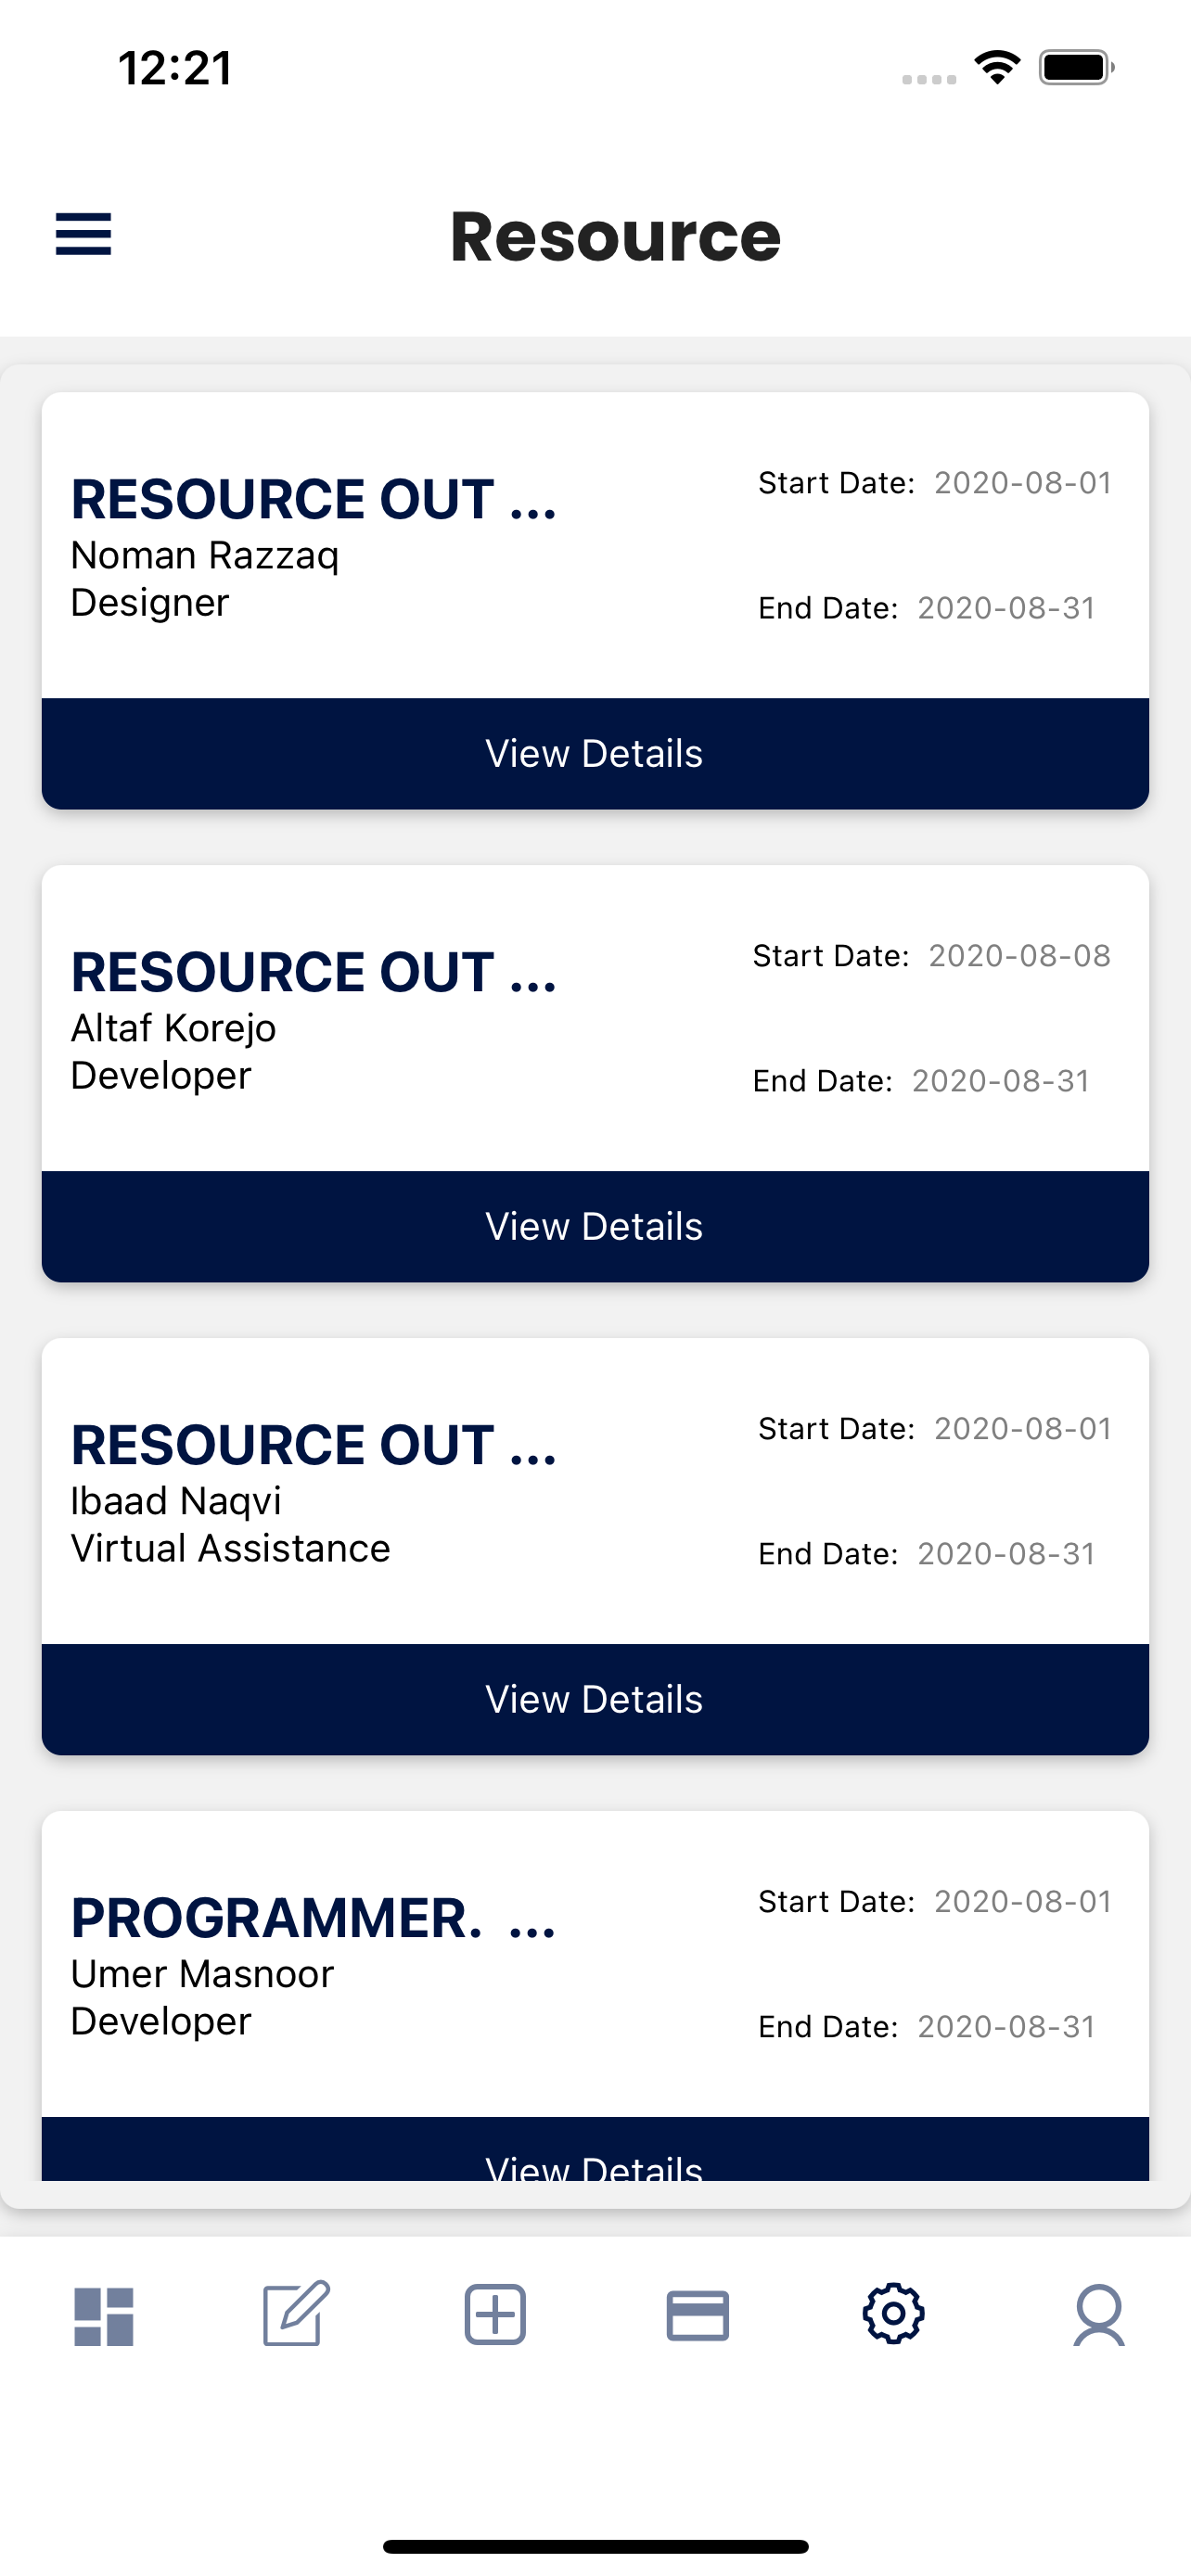 12:21
Resource
RESOURCE OUT ...
Noman Razzaq
Designer
Start Date: 2020-08-01
End Date: 2020-08-31
View Details
RESOURCE OUT ...
Altaf Korejo
Developer
Start Date: 2020-08-08
End Date: 2020-08-31
View Details
RESOURCE OUT ...
Ibaad Naqvi
Virtual Assistance
Start Date: 2020-08-01
End Date: 2020-08-31
View Details
PROGRAMMER. ...
Umer Masnoor
Developer
Start Date: 2020-08-01
End Date: 2020-08-31
View Details